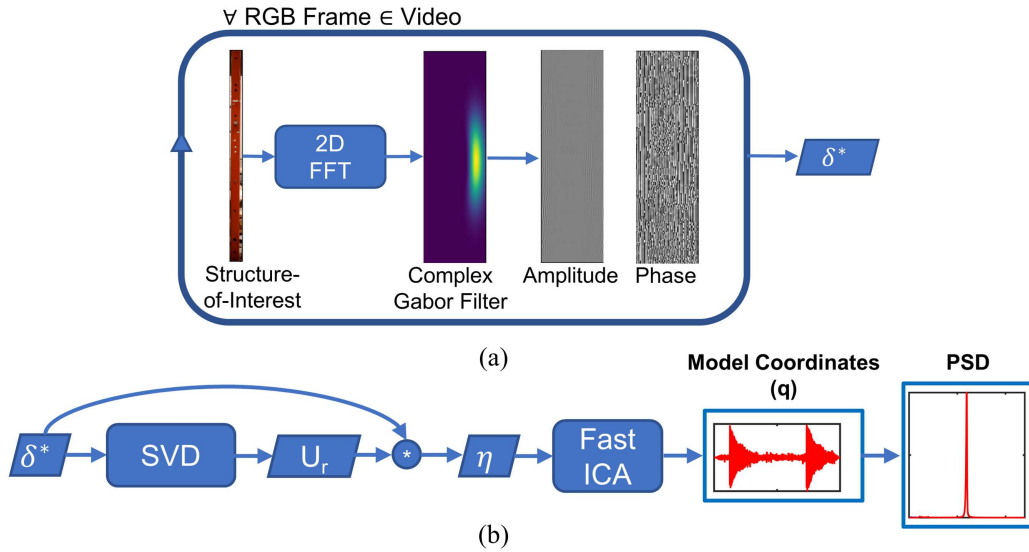 ∀ RGB Frame ∈ Video
2D
FFT
δ*
Structure-
of-Interest
Complex
Gabor Filter
Amplitude
Phase
(a)
Model Coordinates
(q)
PSD
δ*
SVD
U_r
*
η
Fast
ICA
(b)